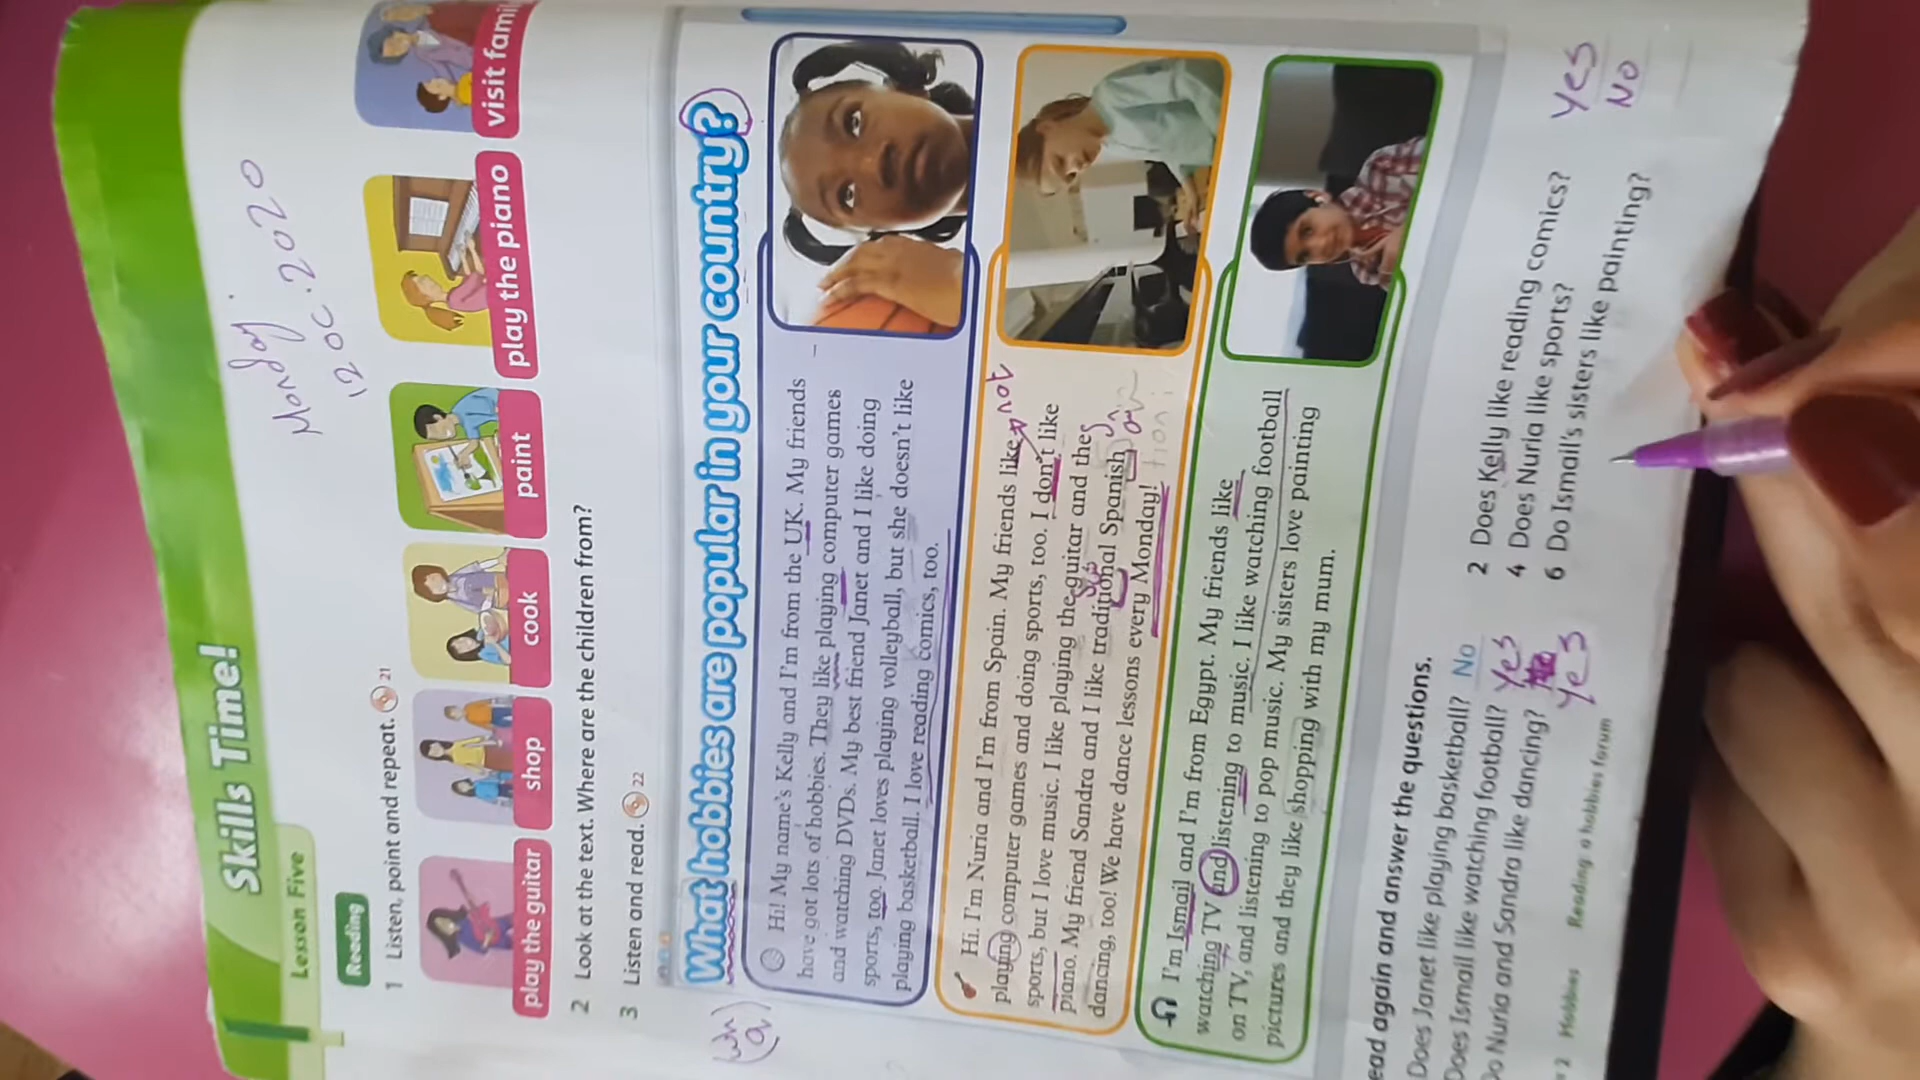 Skills Time!
Lesson Five
Monday.
12 oc. 2020
Reading
1 Listen, point and repeat. 21
play the guitar
shop
cook
paint
play the piano
visit fami
2 Look at the text. Where are the children from?
3 Listen and read. 22
What hobbies are popular in your country?
Hi! My name's Kelly and I'm from the UK. My friends
have got lots of hobbies. They like playing computer games
and watching DVDs. My best friend Janet and I like doing
sports, too. Janet loves playing volleyball, but she doesn't like
playing basketball. I love reading comics, too.
Hi. I'm Nuria and I'm from Spain. My friends like not
playing computer games and doing sports, too. I don't like
sports, but I love music. I like playing the guitar and the
piano. My friend Sandra and I like traditional Spanish
dancing, too! We have dance lessons every Monday!
I'm Ismail and I'm from Egypt. My friends like
watching TV and listening to music. I like watching football
on TV, and listening to pop music. My sisters love painting
pictures and they like shopping with my mum.
ead again and answer the questions.
Does Janet like playing basketball? No
2 Does Kelly like reading comics? Yes
Does Ismail like watching football? Yes
4 Does Nuria like sports? No
Do Nuria and Sandra like dancing? Yes
6 Do Ismail's sisters like painting?
2 Hobbies Reading a hobbies forum